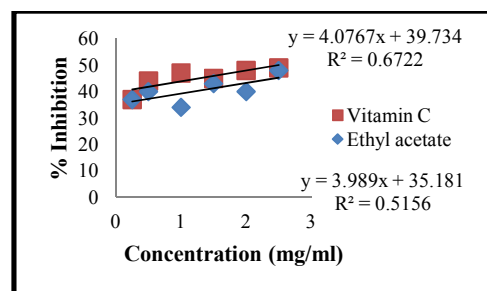 y = 4.0767x + 39.734
R² = 0.6722
60
50
40
30
20
10
0
% Inhibition
Vitamin C
Ethyl acetate
y = 3.989x + 35.181
R² = 0.5156
0 1 2 3
Concentration (mg/ml)